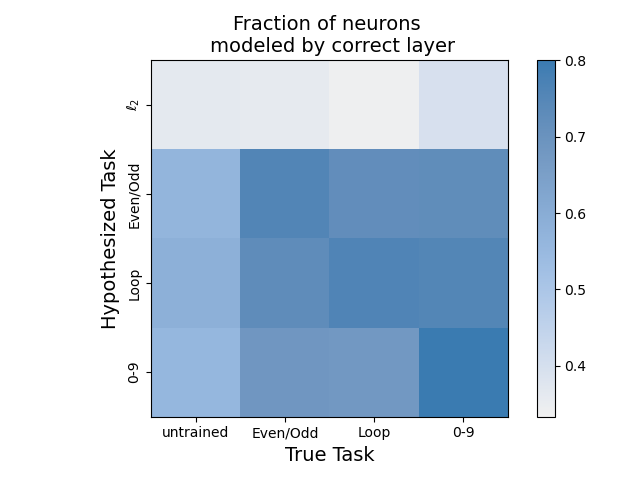 Fraction of neurons
modeled by correct layer
Hypothesized Task
ℓ₂
Even/Odd
Loop
0-9
untrained Even/Odd Loop 0-9
True Task
0.8
0.7
0.6
0.5
0.4